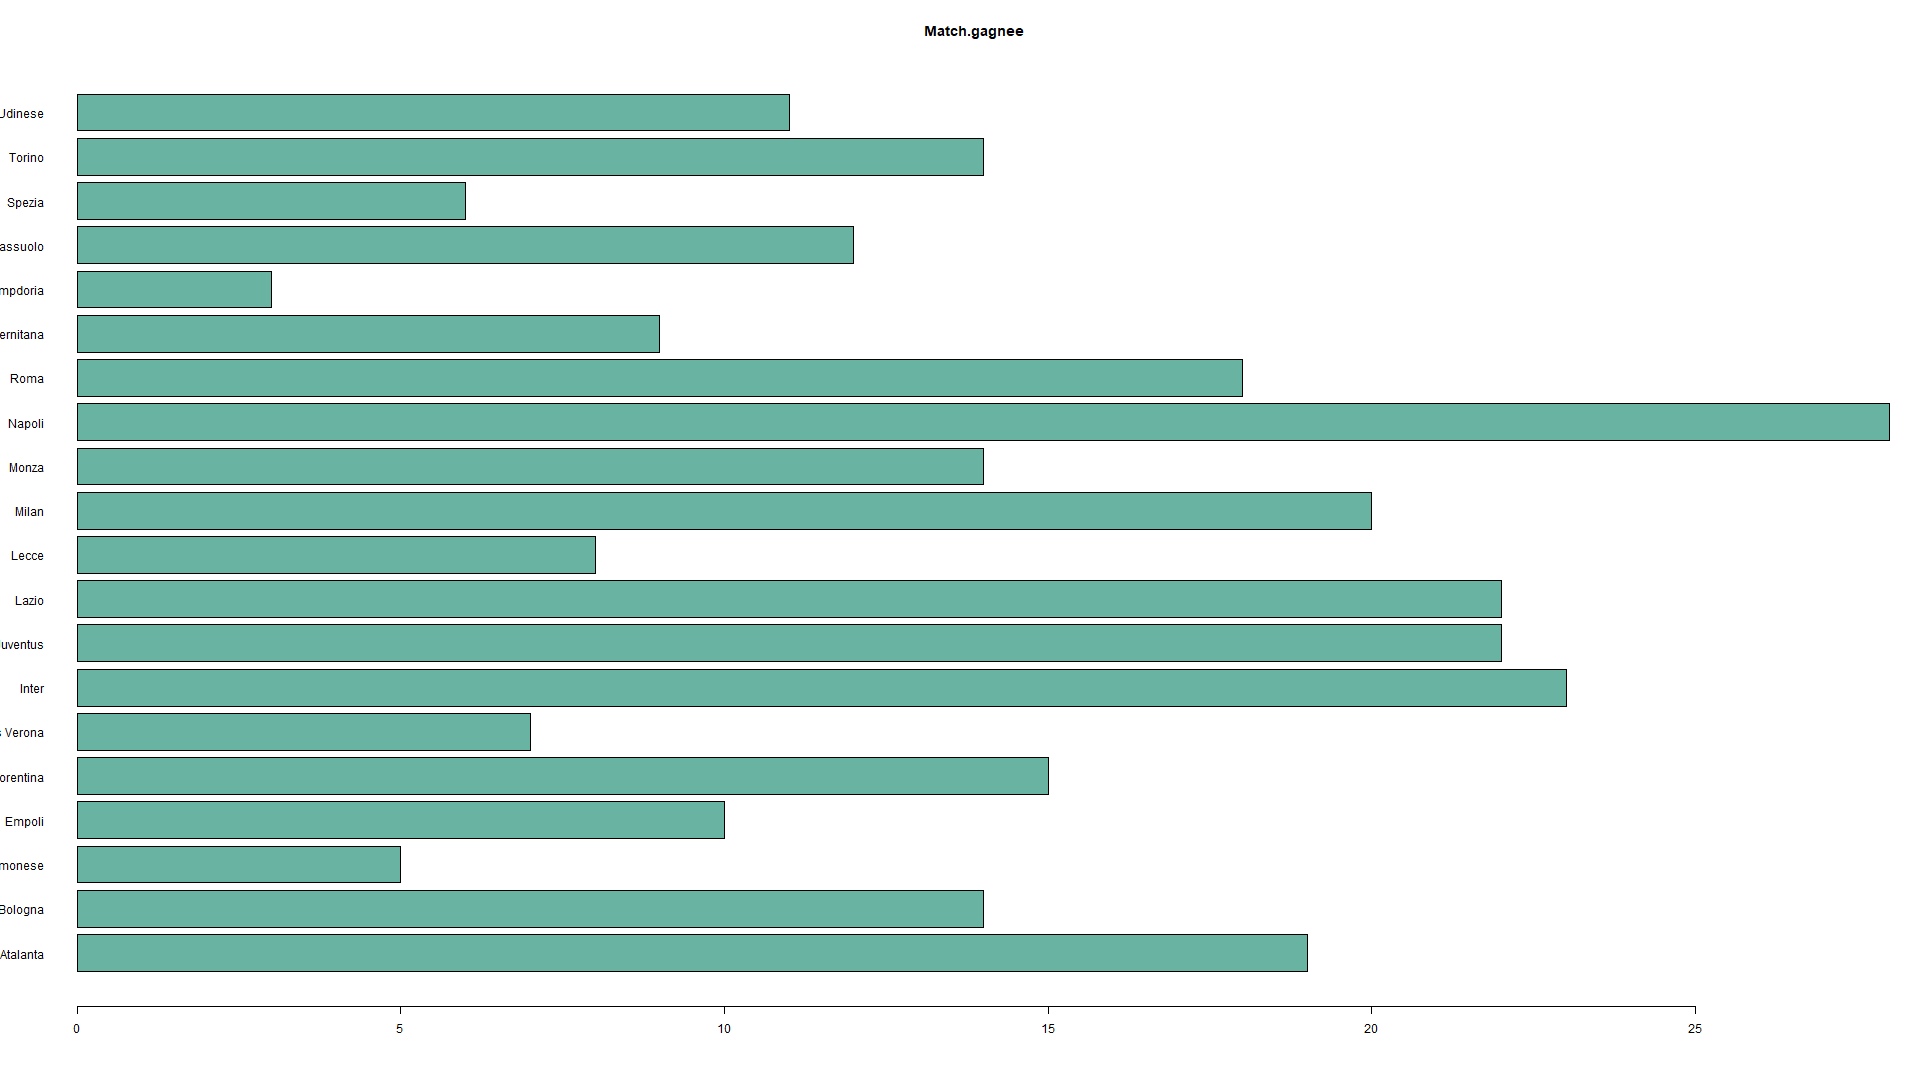 Match.gagnee
Udinese
Torino
Spezia
assuolo
mpdoria
ernitana
Roma
Napoli
Monza
Milan
Lecce
Lazio
Juventus
Inter
s Verona
orentina
Empoli
monese
Bologna
Atalanta
0 5 10 15 20 25